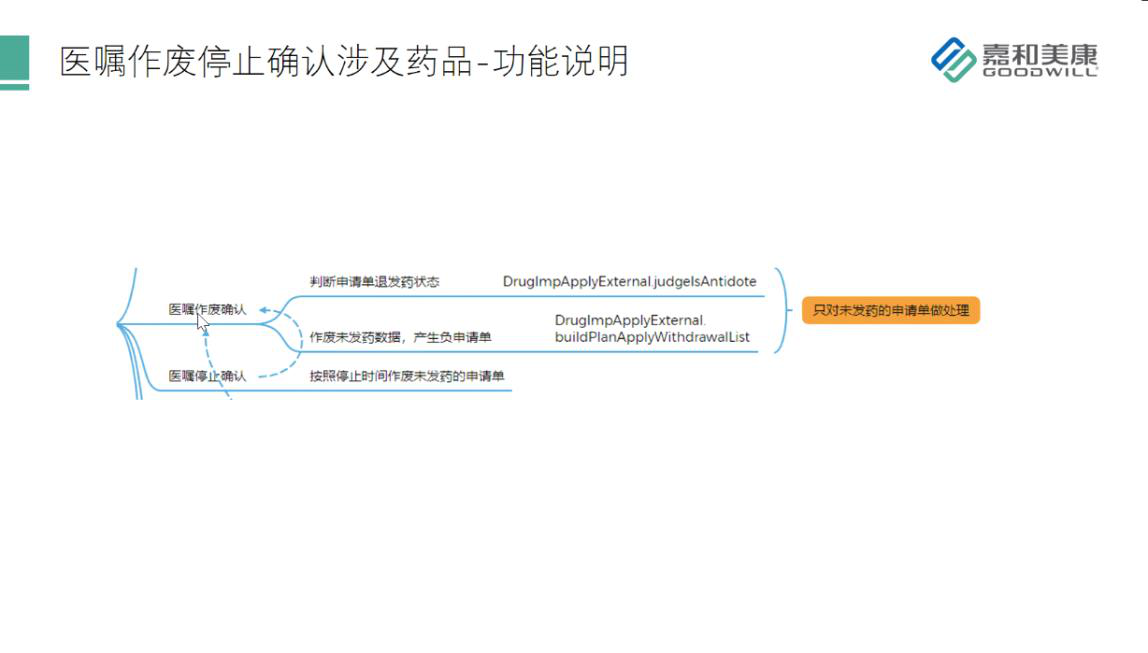 医嘱作废停止确认涉及药品-功能说明
嘉和美康
GOODWILL
判断申请单退发药状态
DrugImpApplyExternal.judgeIsAntidote
医嘱作废确认
只对未发药的申请单做处理
作废未发药数据，产生负申请单
DrugImpApplyExternal.
buildPlanApplyWithdrawalList
医嘱停止确认
按照停止时间作废未发药的申请单